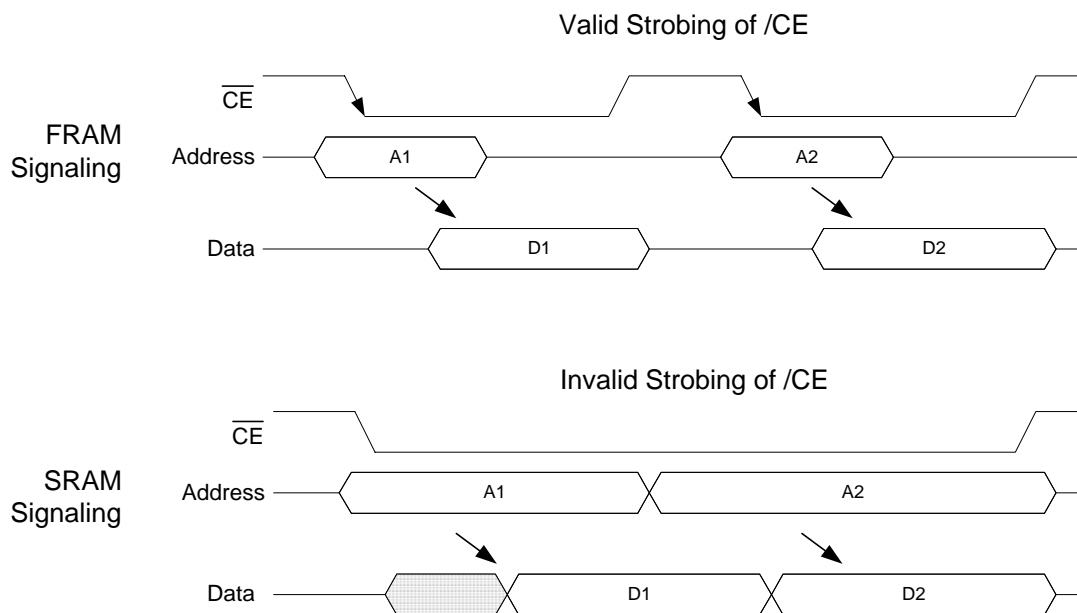 Valid Strobing of /CE
CE
FRAM
Signaling
Address
A1
A2
Data
D1
D2
Invalid Strobing of /CE
CE
SRAM
Signaling
Address
A1
A2
Data
D1
D2